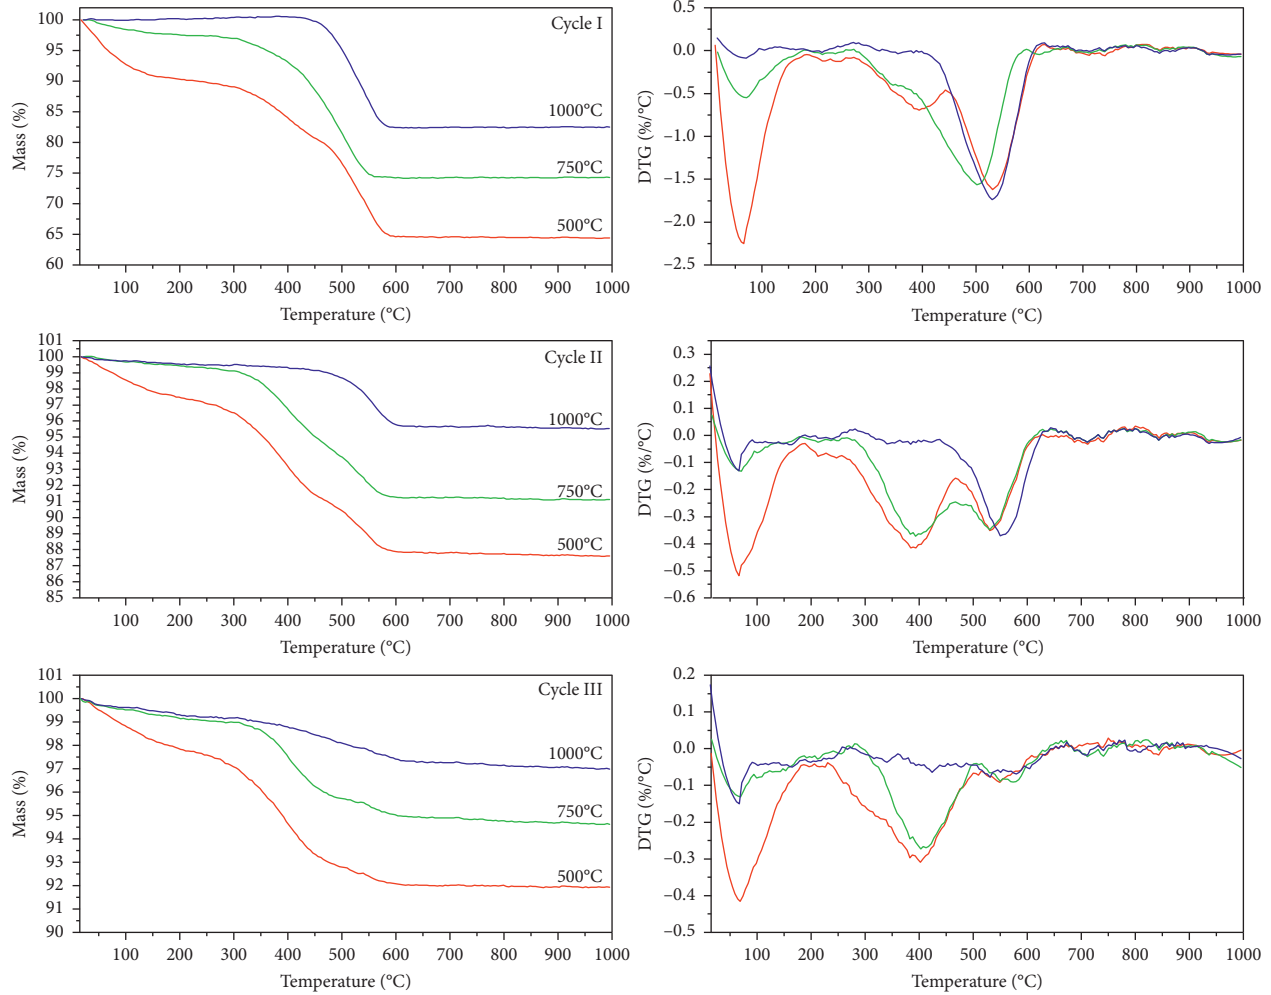 100
95
90
85
80
75
70
65
60
Mass (%)
Cycle I
1000°C
750°C
500°C
100 200 300 400 500 600 700 800 900 1000
Temperature (°C)
0.5
0.0
−0.5
−1.0
−1.5
−2.0
−2.5
DTG (%/°C)
100 200 300 400 500 600 700 800 900 1000
Temperature (°C)
101
100
99
98
97
96
95
94
93
92
91
90
89
88
87
86
85
Mass (%)
Cycle II
1000°C
750°C
500°C
100 200 300 400 500 600 700 800 900 1000
Temperature (°C)
0.3
0.2
0.1
0.0
−0.1
−0.2
−0.3
−0.4
−0.5
−0.6
DTG (%/°C)
100 200 300 400 500 600 700 800 900 1000
Temperature (°C)
101
100
99
98
97
96
95
94
93
92
91
90
Mass (%)
Cycle III
1000°C
750°C
500°C
100 200 300 400 500 600 700 800 900 1000
Temperature (°C)
0.2
0.1
0.0
−0.1
−0.2
−0.3
−0.4
−0.5
DTG (%/°C)
100 200 300 400 500 600 700 800 900 1000
Temperature (°C)